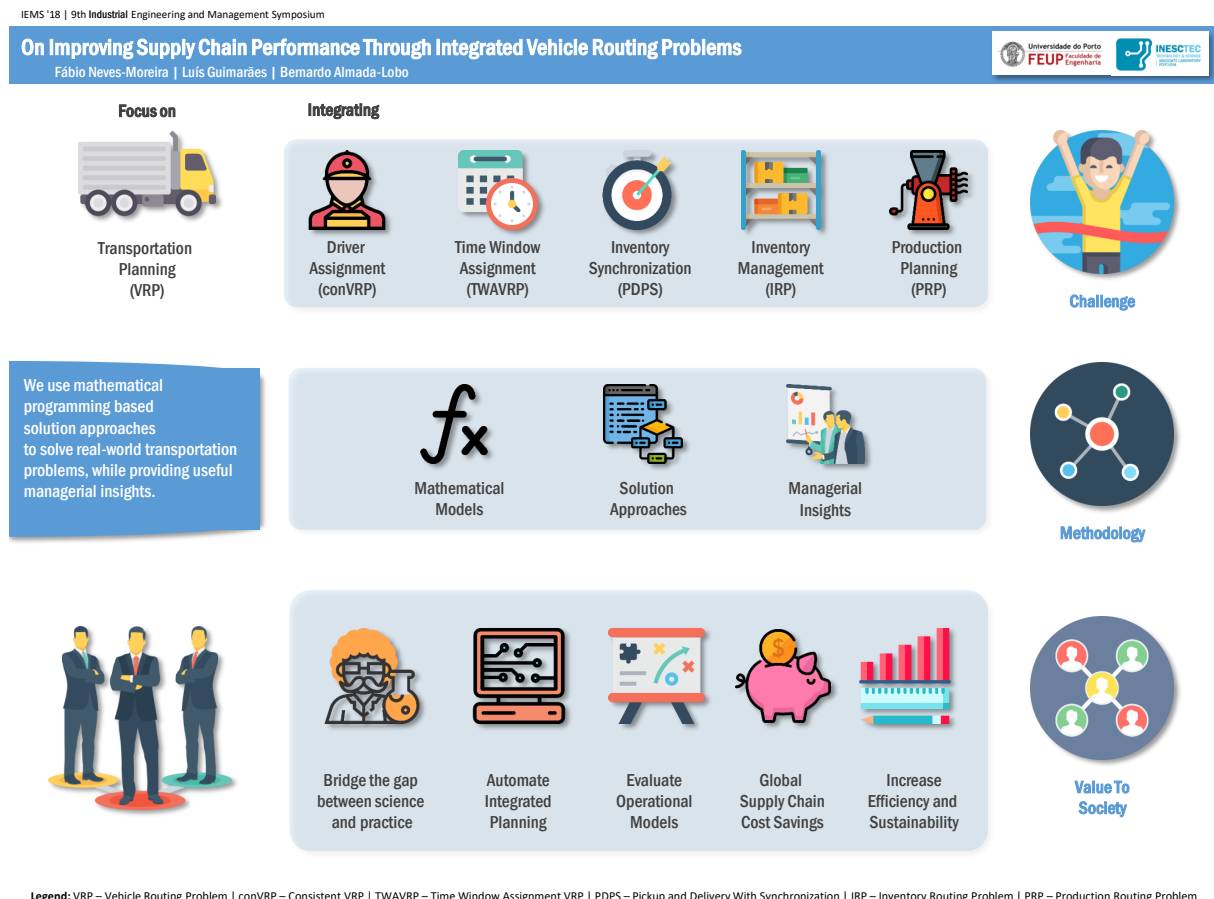 IEMS '18 | 9th Industrial Engineering and Management Symposium
On Improving Supply Chain Performance Through Integrated Vehicle Routing Problems
Fábio Neves-Moreira | Luís Guimarães | Bernardo Almada-Lobo
Universidade do Porto
FEUP Faculdade de
Engenharia
INESCTEC
TECHNOLOGY & SCIENCE
ASSOCIATE LABORATORY
PORTUGAL
Focus on
Integrating
Transportation
Planning
(VRP)
Driver
Assignment
(conVRP)
Time Window
Assignment
(TWAVRP)
Inventory
Synchronization
(PDPS)
Inventory
Management
(IRP)
Production
Planning
(PRP)
Challenge
We use mathematical
programming based
solution approaches
to solve real-world transportation
problems, while providing useful
managerial insights.
fx
Mathematical
Models
Solution
Approaches
Managerial
Insights
Methodology
$
Bridge the gap
between science
and practice
Automate
Integrated
Planning
Evaluate
Operational
Models
Global
Supply Chain
Cost Savings
Increase
Efficiency and
Sustainability
Value To
Society
Legend: VRP – Vehicle Routing Problem | conVRP – Consistent VRP | TWAVRP – Time Window Assignment VRP | PDPS – Pickup and Delivery With Synchronization | IRP – Inventory Routing Problem | PRP – Production Routing Problem